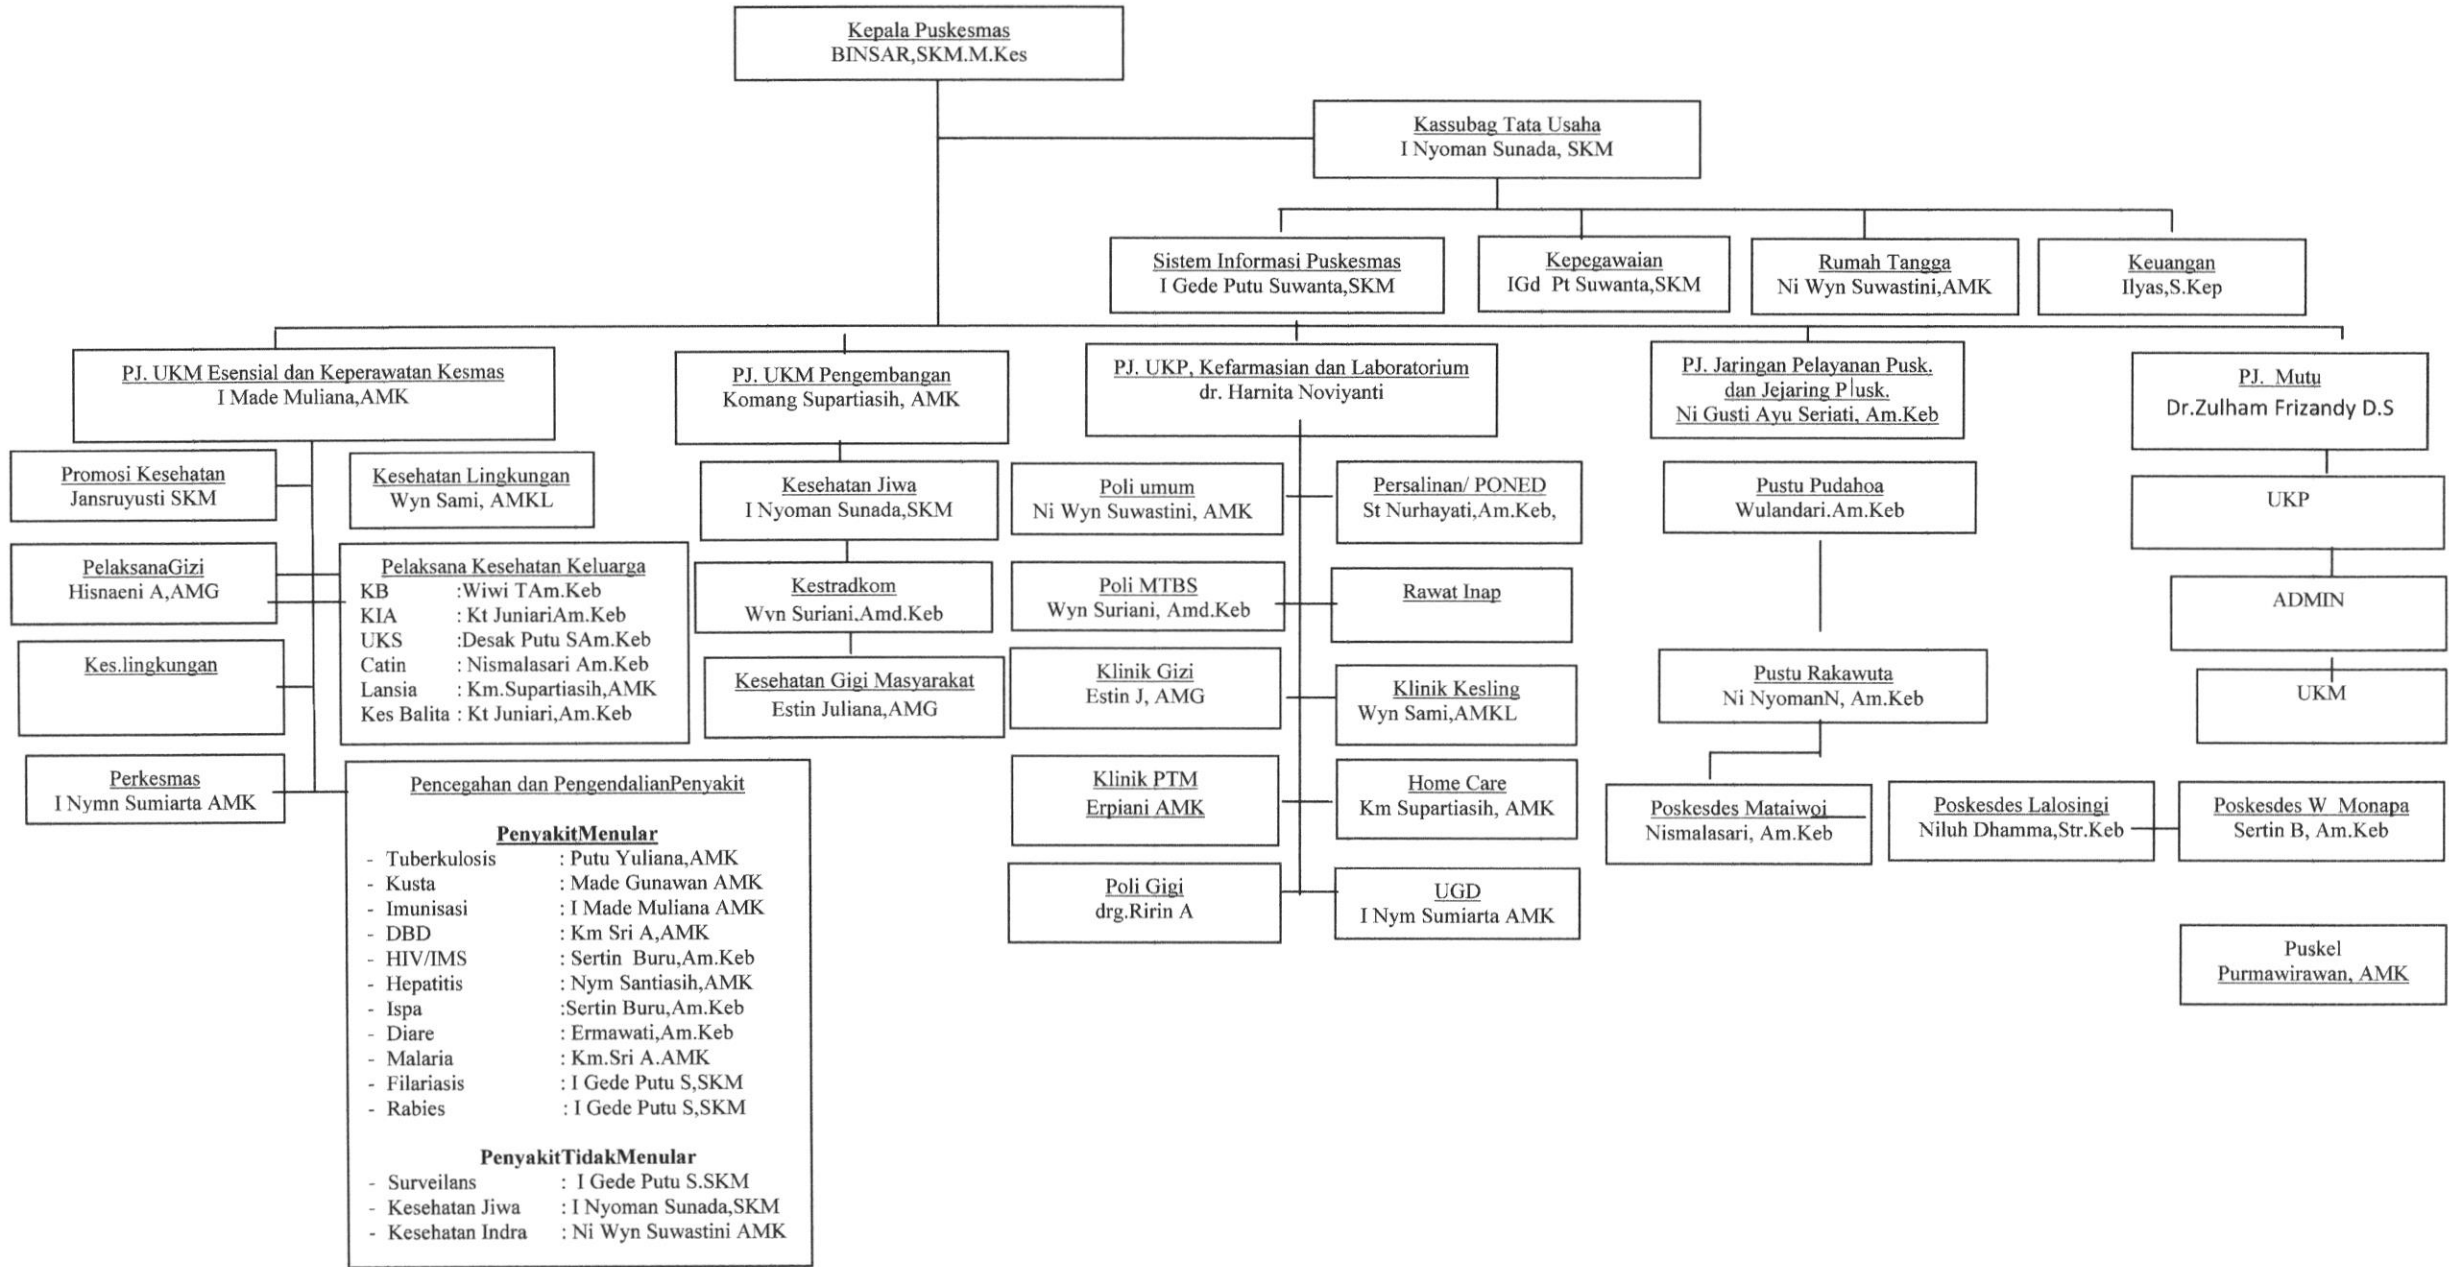 Kepala Puskesmas
BINSAR,SKM.M.Kes
Kassubag Tata Usaha
I Nyoman Sunada, SKM
Sistem Informasi Puskesmas
I Gede Putu Suwanta,SKM
Kepegawaian
IGd Pt Suwanta,SKM
Rumah Tangga
Ni Wyn Suwastini,AMK
Keuangan
Ilyas,S.Kep
PJ. UKM Esensial dan Keperawatan Kesmas
I Made Muliana,AMK
PJ. UKM Pengembangan
Komang Supartiasih, AMK
PJ. UKP, Kefarmasian dan Laboratorium
dr. Harnita Noviyanti
PJ. Jaringan Pelayanan Pusk.
dan Jejaring Plusk.
Ni Gusti Ayu Seriati, Am.Keb
PJ. Mutu
Dr.Zulham Frizandy D.S
Promosi Kesehatan
Jansruyusti SKM
Kesehatan Lingkungan
Wyn Sami, AMKL
PelaksanaGizi
Hisnaeni A,AMG
Pelaksana Kesehatan Keluarga
KB :Wiwi TAm.Keb
KIA : Kt JuniariAm.Keb
UKS :Desak Putu SAm.Keb
Catin : Nismalasari Am.Keb
Lansia : Km.Supartiasih,AMK
Kes Balita : Kt Juniari,Am.Keb
Kes.lingkungan
Perkesmas
I Nymn Sumiarta AMK
Pencegahan dan PengendalianPenyakit
PenyakitMenular
- Tuberkulosis : Putu Yuliana,AMK
- Kusta : Made Gunawan AMK
- Imunisasi : I Made Muliana AMK
- DBD : Km Sri A,AMK
- HIV/IMS : Sertin Buru,Am.Keb
- Hepatitis : Nym Santiasih,AMK
- Ispa :Sertin Buru,Am.Keb
- Diare : Ermawati,Am.Keb
- Malaria : Km.Sri A.AMK
- Filariasis : I Gede Putu S,SKM
- Rabies : I Gede Putu S,SKM
PenyakitTidakMenular
- Surveilans : I Gede Putu S.SKM
- Kesehatan Jiwa : I Nyoman Sunada,SKM
- Kesehatan Indra : Ni Wyn Suwastini AMK
Kesehatan Jiwa
I Nyoman Sunada,SKM
Kestradkom
Wyn Suriani,Amd.Keb
Kesehatan Gigi Masyarakat
Estin Juliana,AMG
Poli umum
Ni Wyn Suwastini, AMK
Persalinan/ PONED
St Nurhayati,Am.Keb,
Poli MTBS
Wyn Suriani, Amd.Keb
Rawat Inap
Klinik Gizi
Estin J, AMG
Klinik Kesling
Wyn Sami,AMKL
Klinik PTM
Erpiani AMK
Home Care
Km Supartiasih, AMK
Poli Gigi
drg.Ririn A
UGD
I Nym Sumiarta AMK
Pustu Pudahoa
Wulandari.Am.Keb
Pustu Rakawuta
Ni NyomanN, Am.Keb
Poskesdes Mataiwoi
Nismalasari, Am.Keb
Poskesdes Lalosingi
Niluh Dhamma,Str.Keb
Poskesdes W Monapa
Sertin B, Am.Keb
UKP
ADMIN
UKM
Puskel
Purmawirawan, AMK